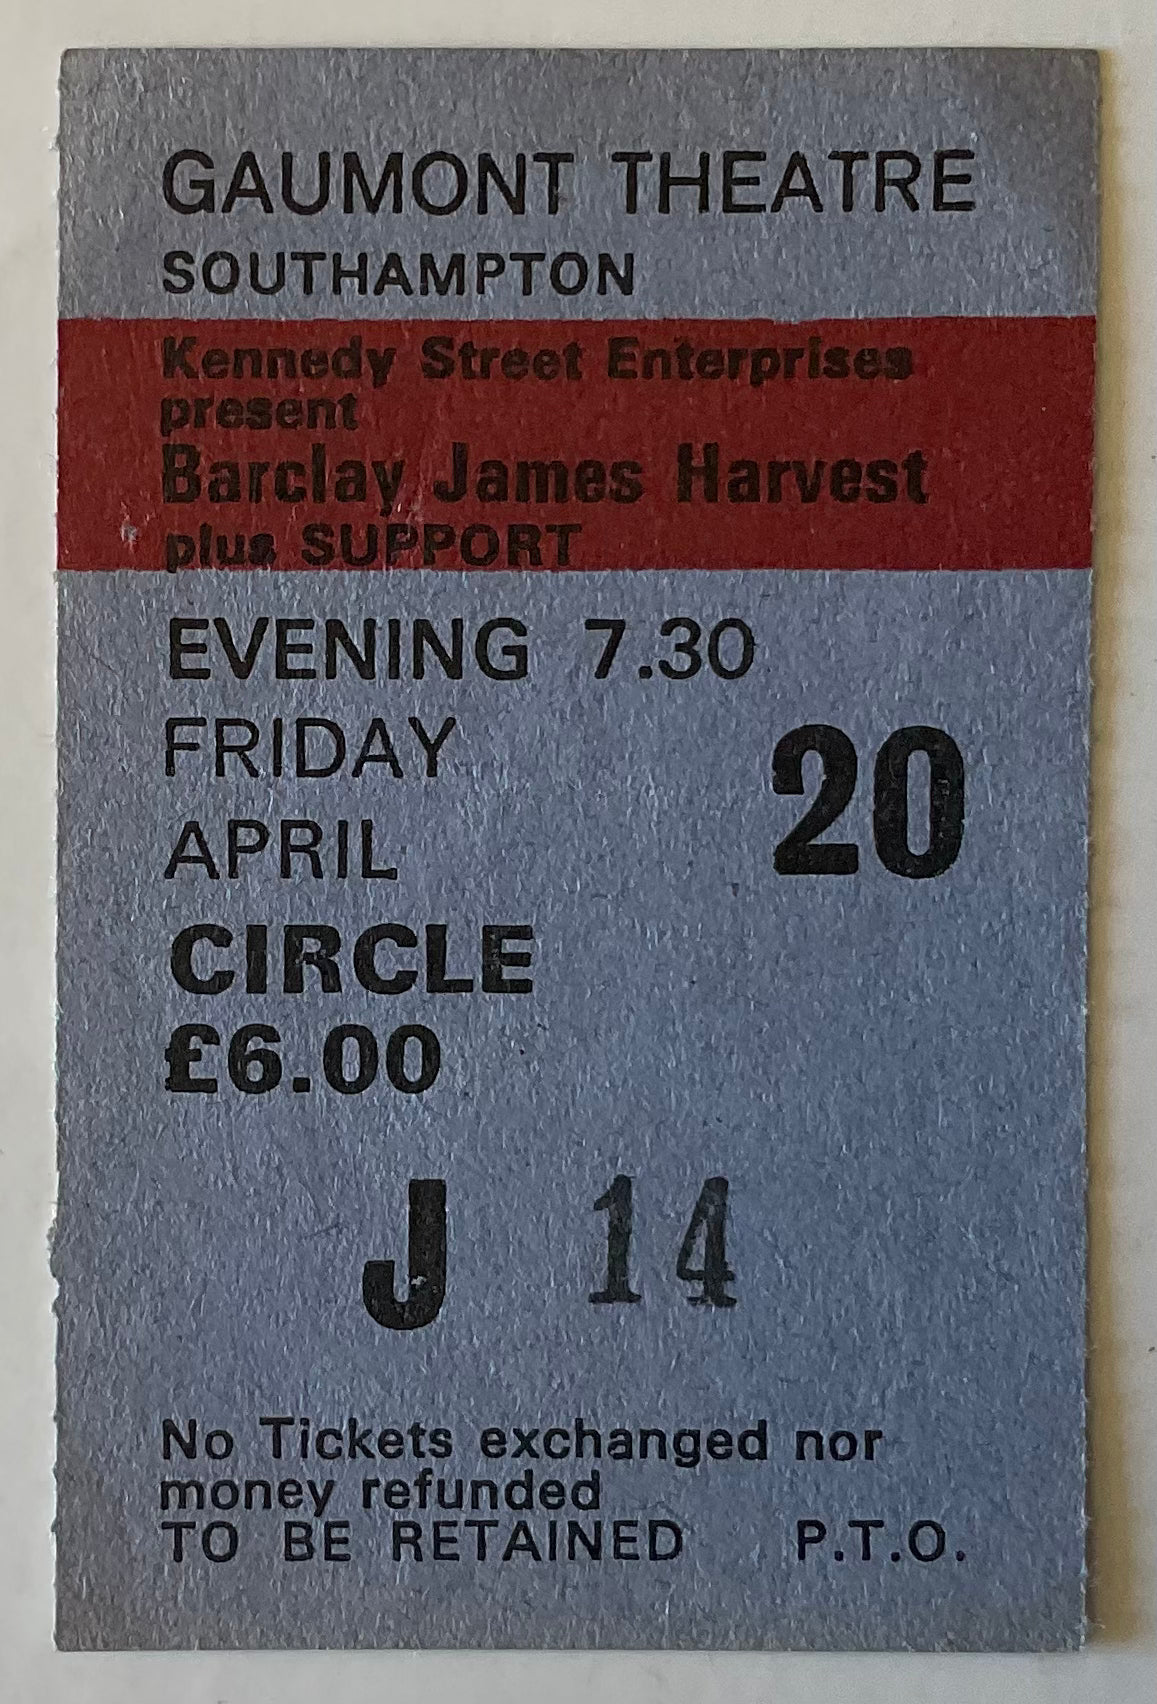 GAUMONT THEATRE
SOUTHAMPTON
Kennedy Street Enterprises
present
Barclay James Harvest
plus SUPPORT
EVENING 7.30
FRIDAY
20
APRIL
CIRCLE
£6.00
J 14
No Tickets exchanged nor
money refunded
TO BE RETAINED P.T.O.